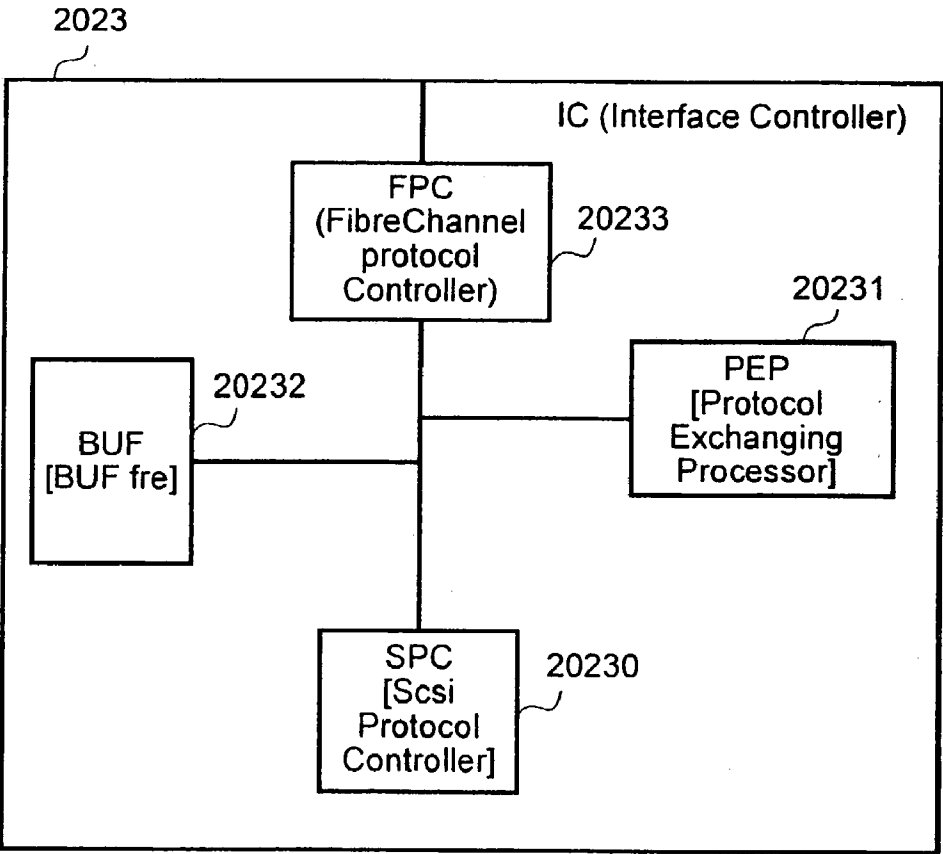 2023
IC (Interface Controller)
FPC
(FibreChannel
protocol
Controller)
20233
20231
PEP
[Protocol
Exchanging
Processor]
20232
BUF
[BUF fre]
SPC
[Scsi
Protocol
Controller]
20230